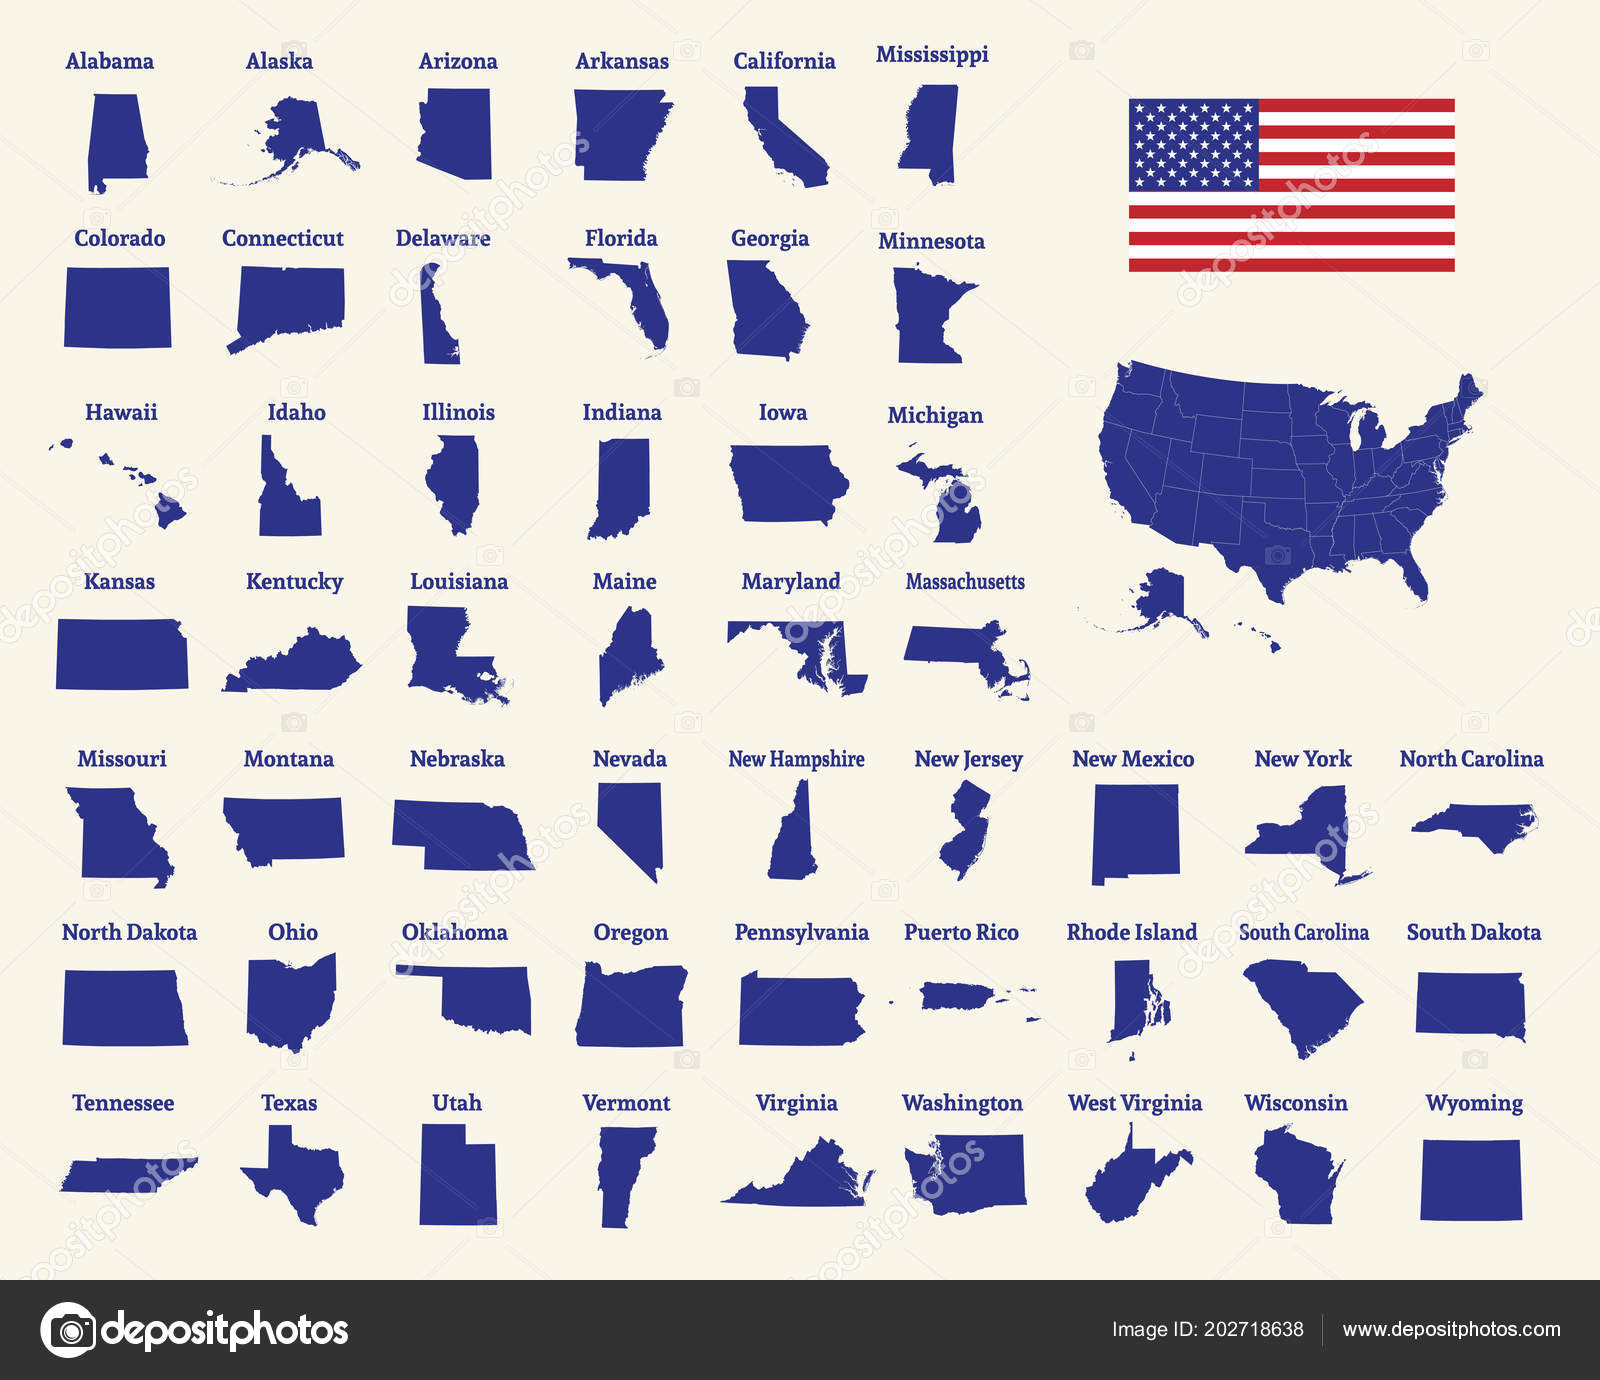 Alabama Alaska Arizona Arkansas California Mississippi
Colorado Connecticut Delaware Florida Georgia Minnesota
Hawaii Idaho Illinois Indiana Iowa Michigan
Kansas Kentucky Louisiana Maine Maryland Massachusetts
Missouri Montana Nebraska Nevada New Hampshire New Jersey New Mexico New York North Carolina
North Dakota Ohio Oklahoma Oregon Pennsylvania Puerto Rico Rhode Island South Carolina South Dakota
Tennessee Texas Utah Vermont Virginia Washington West Virginia Wisconsin Wyoming
depositphotos Image ID: 202718638 www.depositphotos.com